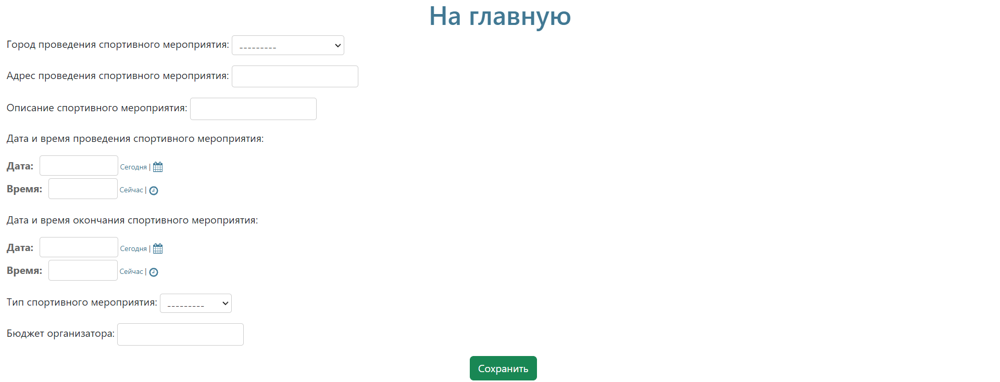 На главную
Город проведения спортивного мероприятия: ---------
Адрес проведения спортивного мероприятия:
Описание спортивного мероприятия:
Дата и время проведения спортивного мероприятия:
Дата: Сегодня |
Время: Сейчас |
Дата и время окончания спортивного мероприятия:
Дата: Сегодня |
Время: Сейчас |
Тип спортивного мероприятия: ---------
Бюджет организатора:
Сохранить